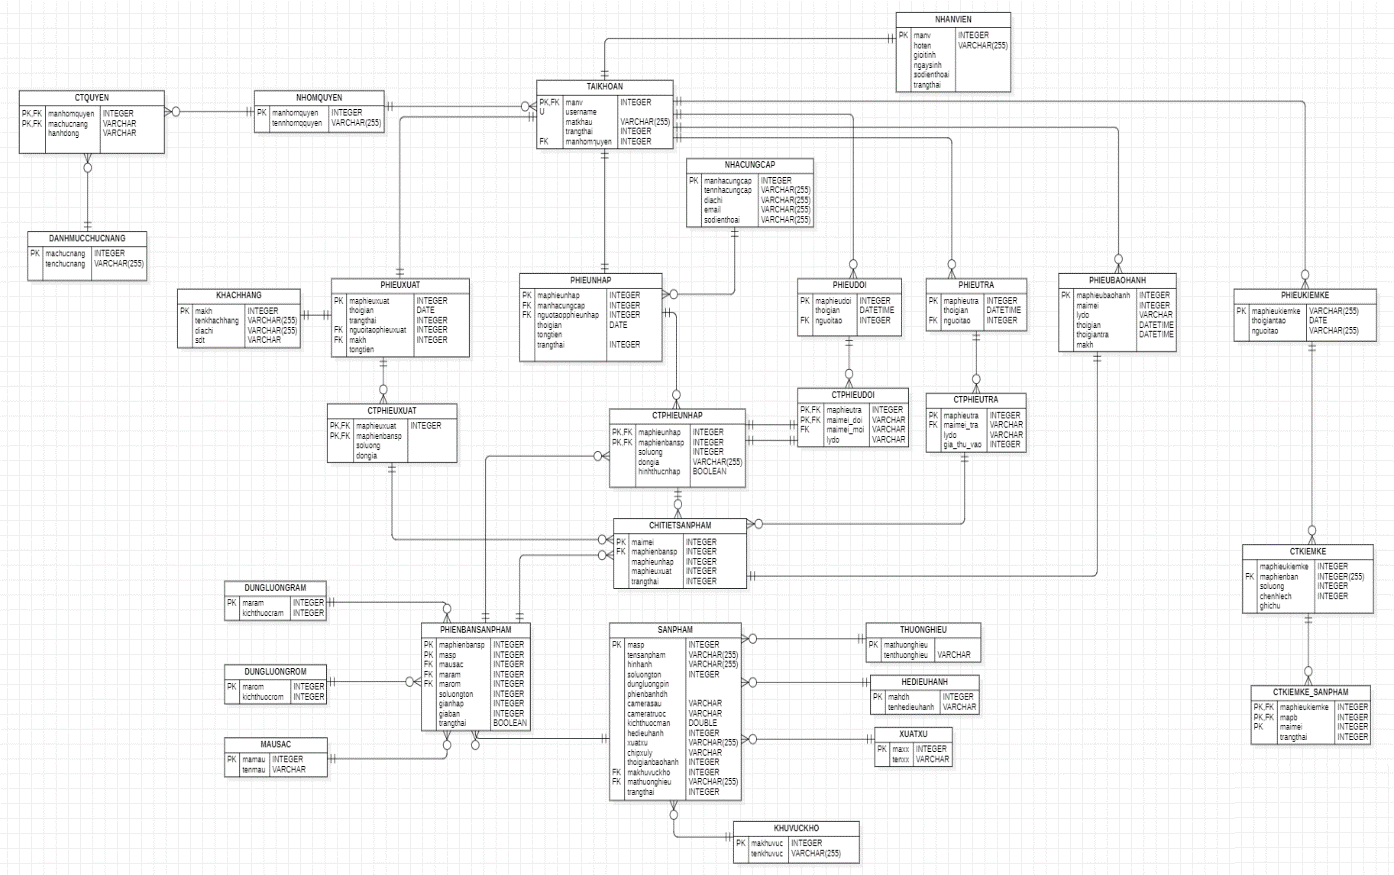 NHANVIEN
PK manv INTEGER
hoten VARCHAR(255)
gioitinh
ngaysinh
sodienthoai
trangthai
TAIKHOAN
PK,FK manv INTEGER
U username
matkhau VARCHAR(255)
trangthai INTEGER
FK manhomquyen INTEGER
CTQUYEN
PK,FK manhomquyen INTEGER
PK,FK machucnang VARCHAR
hanhdong VARCHAR
NHOMQUYEN
PK manhomquyen INTEGER
tennhomqquyen VARCHAR(255)
DANHMUCCHUCNANG
PK machucnang INTEGER
tenchucnang VARCHAR(255)
NHACUNGCAP
PK manhacungcap INTEGER
tennhacungcap VARCHAR(255)
diachi VARCHAR(255)
email VARCHAR(255)
sodienthoai VARCHAR(255)
KHACHHANG
PK makh INTEGER
tenkhachhang VARCHAR(255)
diachi VARCHAR(255)
sdt VARCHAR
PHIEUXUAT
PK maphieuxuat INTEGER
thoigian DATE
trangthai INTEGER
FK nguoitaophieuxuat INTEGER
FK makh INTEGER
tongtien
PHIEUNHAP
PK maphieunhap INTEGER
FK manhacungcap INTEGER
FK nguoitaopphieunhap INTEGER
thoigian DATE
tongtien
trangthai INTEGER
PHIEUDOI
PK maphieudoi INTEGER
thoigian DATETIME
FK nguoitao INTEGER
PHIEUTRA
PK maphieutra INTEGER
thoigian DATETIME
FK nguoitao INTEGER
PHIEUBAOHANH
PK maphieubaohanh INTEGER
maimei INTEGER
lydo VARCHAR
thoigian DATETIME
thoigiantra DATETIME
makh
PHIEUKIEMKE
PK maphieukiemke VARCHAR(255)
thoigiantao DATE
nguoitao VARCHAR(255)
CTPHIEUXUAT
PK,FK maphieuxuat INTEGER
PK,FK maphienbansp
soluong
dongia
CTPHIEUNHAP
PK,FK maphieunhap INTEGER
PK,FK maphienbansp INTEGER
soluong INTEGER
dongia VARCHAR(255)
hinhthucnhap BOOLEAN
CTPHIEUDOI
PK,FK maphieutra INTEGER
PK,FK maimei_doi VARCHAR
FK maimei_moi VARCHAR
lydo VARCHAR
CTPHIEUTRA
PK maphieutra INTEGER
FK maimei_tra VARCHAR
lydo VARCHAR
gia_thu_vao INTEGER
CHITIETSANPHAM
PK maimei INTEGER
FK maphienbansp INTEGER
maphieunhap INTEGER
maphieuxuat INTEGER
trangthai INTEGER
CTKIEMKE
maphieukiemke INTEGER
FK maphienban INTEGER(255)
soluong INTEGER
chenhlech INTEGER
ghichu
CTKIEMKE_SANPHAM
PK,FK maphieukiemke INTEGER
PK,FK mapb INTEGER
PK maimei INTEGER
trangthai INTEGER
DUNGLUONGRAM
PK maram INTEGER
kichthuocram INTEGER
DUNGLUONGROM
PK marom INTEGER
kichthuocrom INTEGER
MAUSAC
PK mamau INTEGER
tenmau VARCHAR
PHIENBANSANPHAM
PK maphienbansp INTEGER
FK masp INTEGER
FK mausac INTEGER
FK maram INTEGER
FK marom INTEGER
soluongton INTEGER
gianhap INTEGER
giaban INTEGER
trangthai BOOLEAN
SANPHAM
PK masp INTEGER
tensanpham VARCHAR(255)
hinhanh VARCHAR(255)
soluongton INTEGER
dungluongpin
phienbanhdh
camerasau VARCHAR
cameratruoc VARCHAR
kichthuocman DOUBLE
hedieuhanh INTEGER
xuatxu VARCHAR(255)
chipxuly VARCHAR
thoigianbaohanh INTEGER
FK makhuvuckho INTEGER
FK mathuonghieu VARCHAR(255)
trangthai INTEGER
THUONGHIEU
PK mathuonghieu
tenthuonghieu VARCHAR
HEDIEUHANH
PK mahdh INTEGER
tenhedieuhanh VARCHAR
XUATXU
PK maxx INTEGER
tenxx VARCHAR
KHUVUCKHO
PK makhuvuc INTEGER
tenkhuvuc VARCHAR(255)